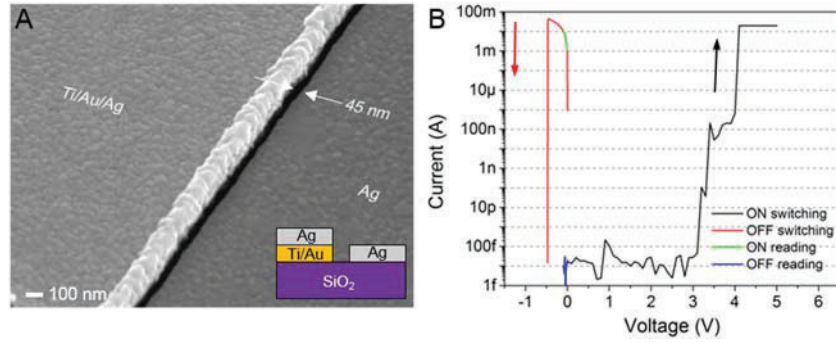 A
Ti/Au/Ag
45 nm
Ag
Ag
Ti/Au
Ag
SiO2
100 nm
B
100m
1m
10µ
100n
1n
10p
100f
1f
Current (A)
ON switching
OFF switching
ON reading
OFF reading
-1
0
1
2
3
4
5
6
Voltage (V)